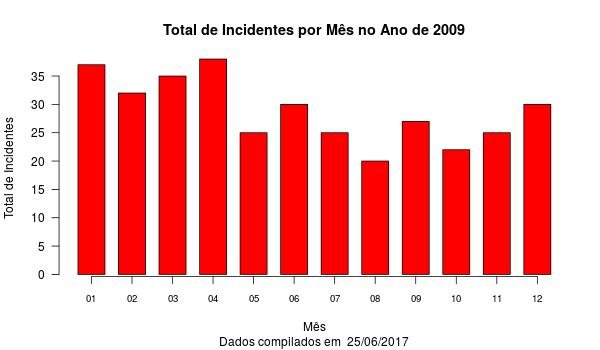 Total de Incidentes por Mês no Ano de 2009
Total de Incidentes
35
30
25
20
15
10
5
0
01 02 03 04 05 06 07 08 09 10 11 12
Mês
Dados compilados em  25/06/2017